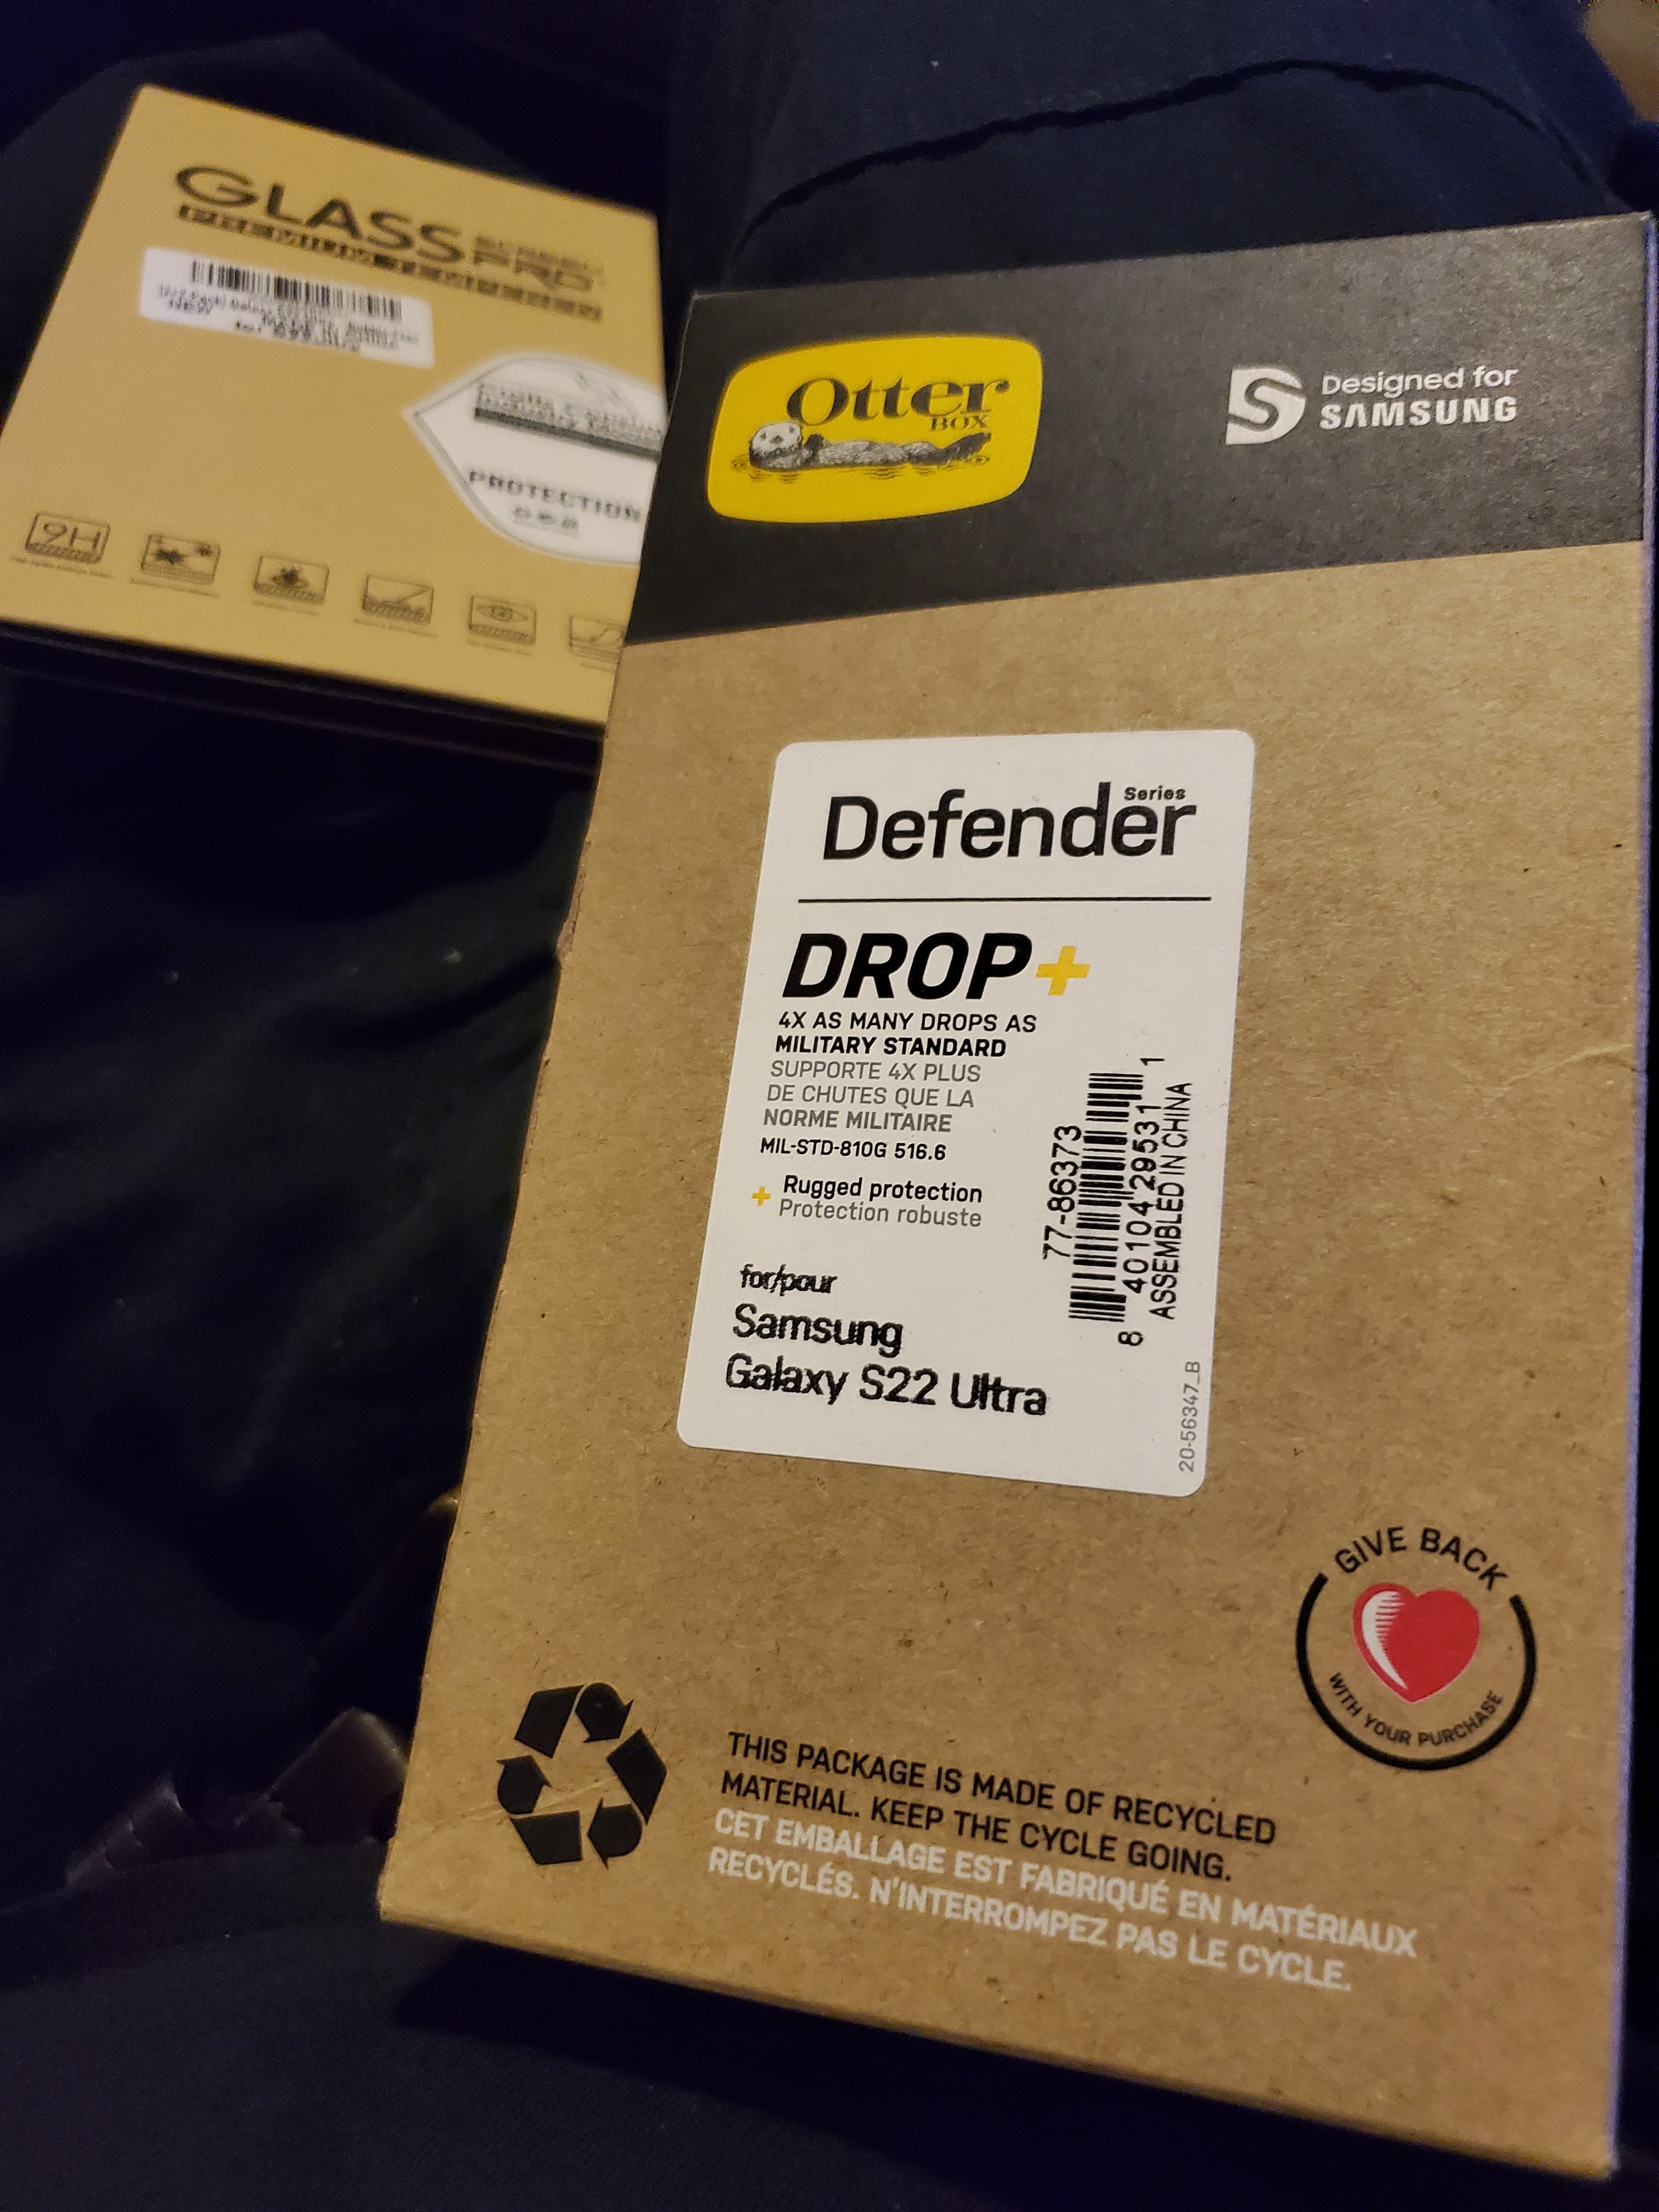 GLASS
PREMIUM TEMPERED
SCREEN
PRO+
NEW
PROTECTION
9H
Otter
BOX
Designed for
SAMSUNG
Defender
Series
DROP+
4X AS MANY DROPS AS
MILITARY STANDARD
SUPPORTE 4X PLUS
DE CHUTES QUE LA
NORME MILITAIRE
MIL-STD-810G 516.6
+ Rugged protection
Protection robuste
for/pour
Samsung
Galaxy S22 Ultra
77-86373
8 40104 29531 1
ASSEMBLED IN CHINA
20-56347_B
GIVE BACK
WITH YOUR PURCHASE
THIS PACKAGE IS MADE OF RECYCLED
MATERIAL. KEEP THE CYCLE GOING.
CET EMBALLAGE EST FABRIQUÉ EN MATÉRIAUX
RECYCLÉS. N'INTERROMPEZ PAS LE CYCLE.